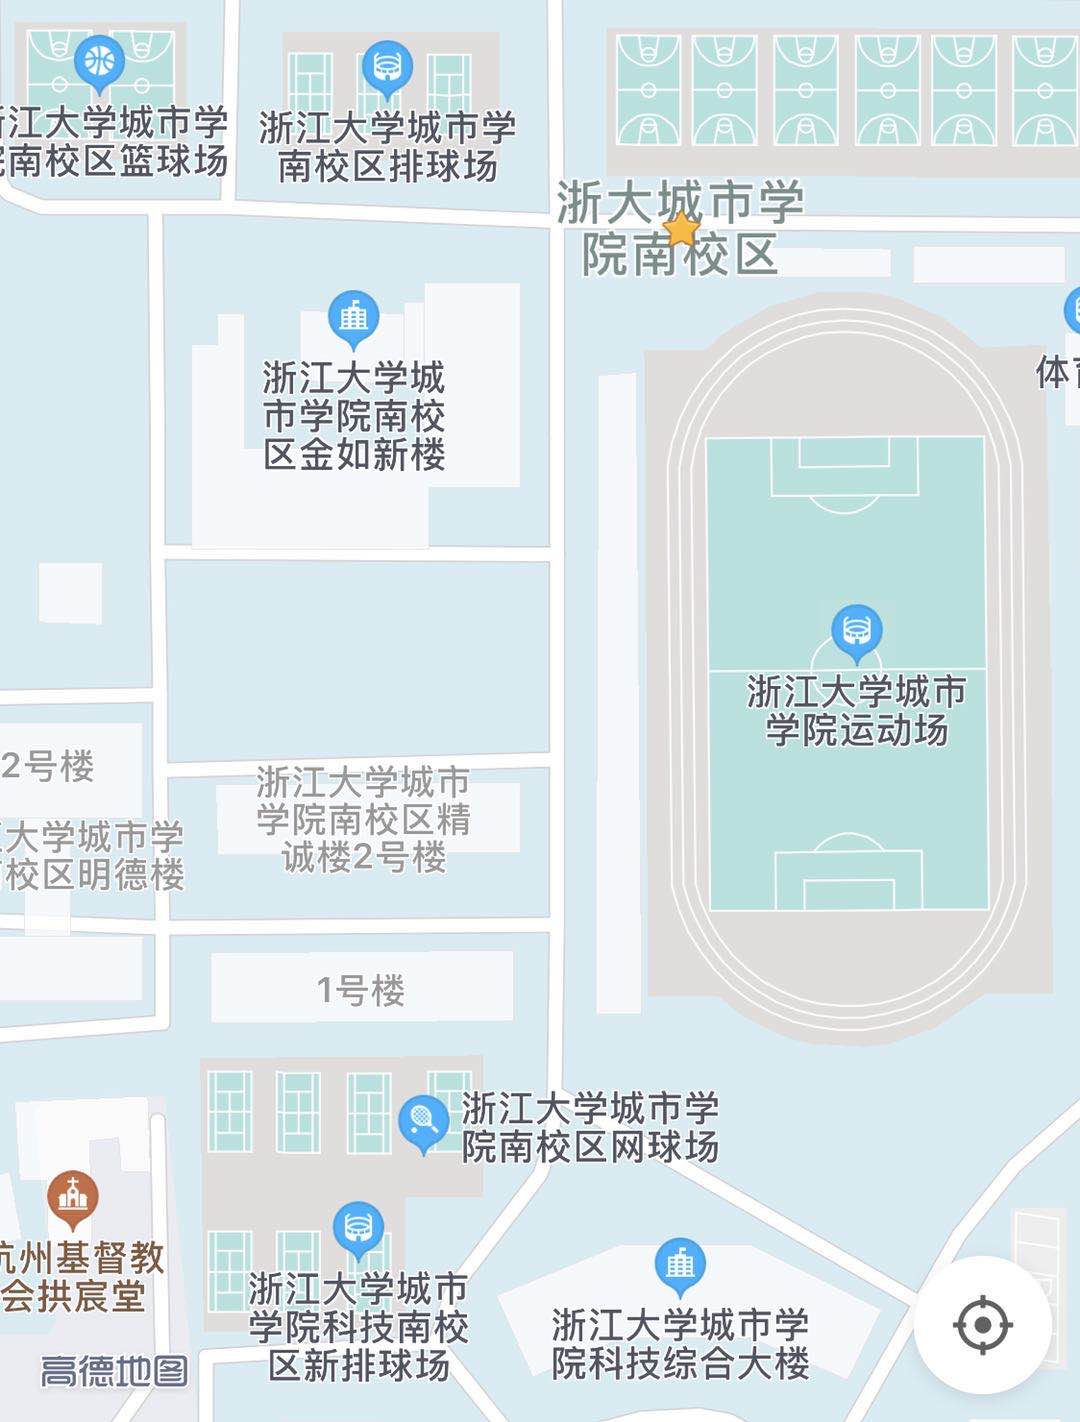 江大学城市学
南校区篮球场
浙江大学城市学
南校区排球场
浙大城市学
院南校区
浙江大学城
市学院南校
区金如新楼
体
浙江大学城市
学院运动场
2号楼
大学城市学
校区明德楼
浙江大学城市
学院南校区精
诚楼2号楼
1号楼
浙江大学城市学
院南校区网球场
州基督教
会拱宸堂
浙江大学城市
学院科技南校
区新排球场
浙江大学城市学
院科技综合大楼
高德地图